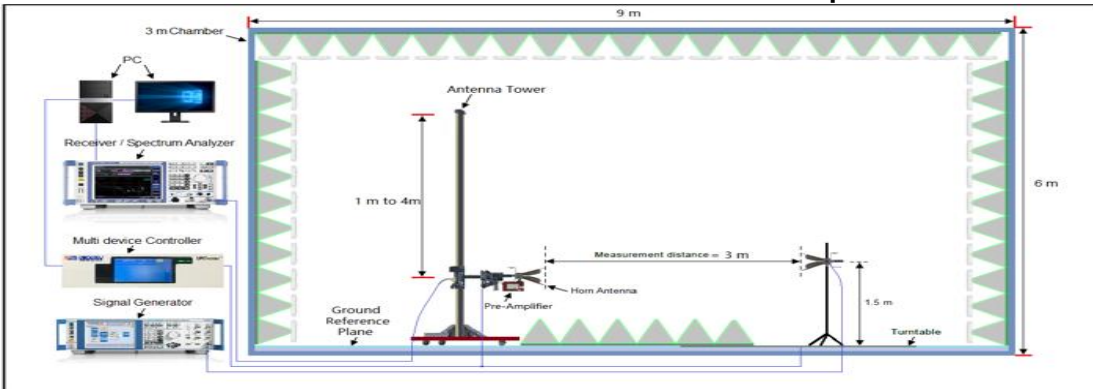 9 m
3 m Chamber
PC
Antenna Tower
Receiver / Spectrum Analyzer
6 m
1 m to 4m
Multi device Controller
Measurement distance = 3 m
Horn Antenna
Pre-Amplifier
1.5 m
Signal Generator
Ground
Reference
Plane
Turntable